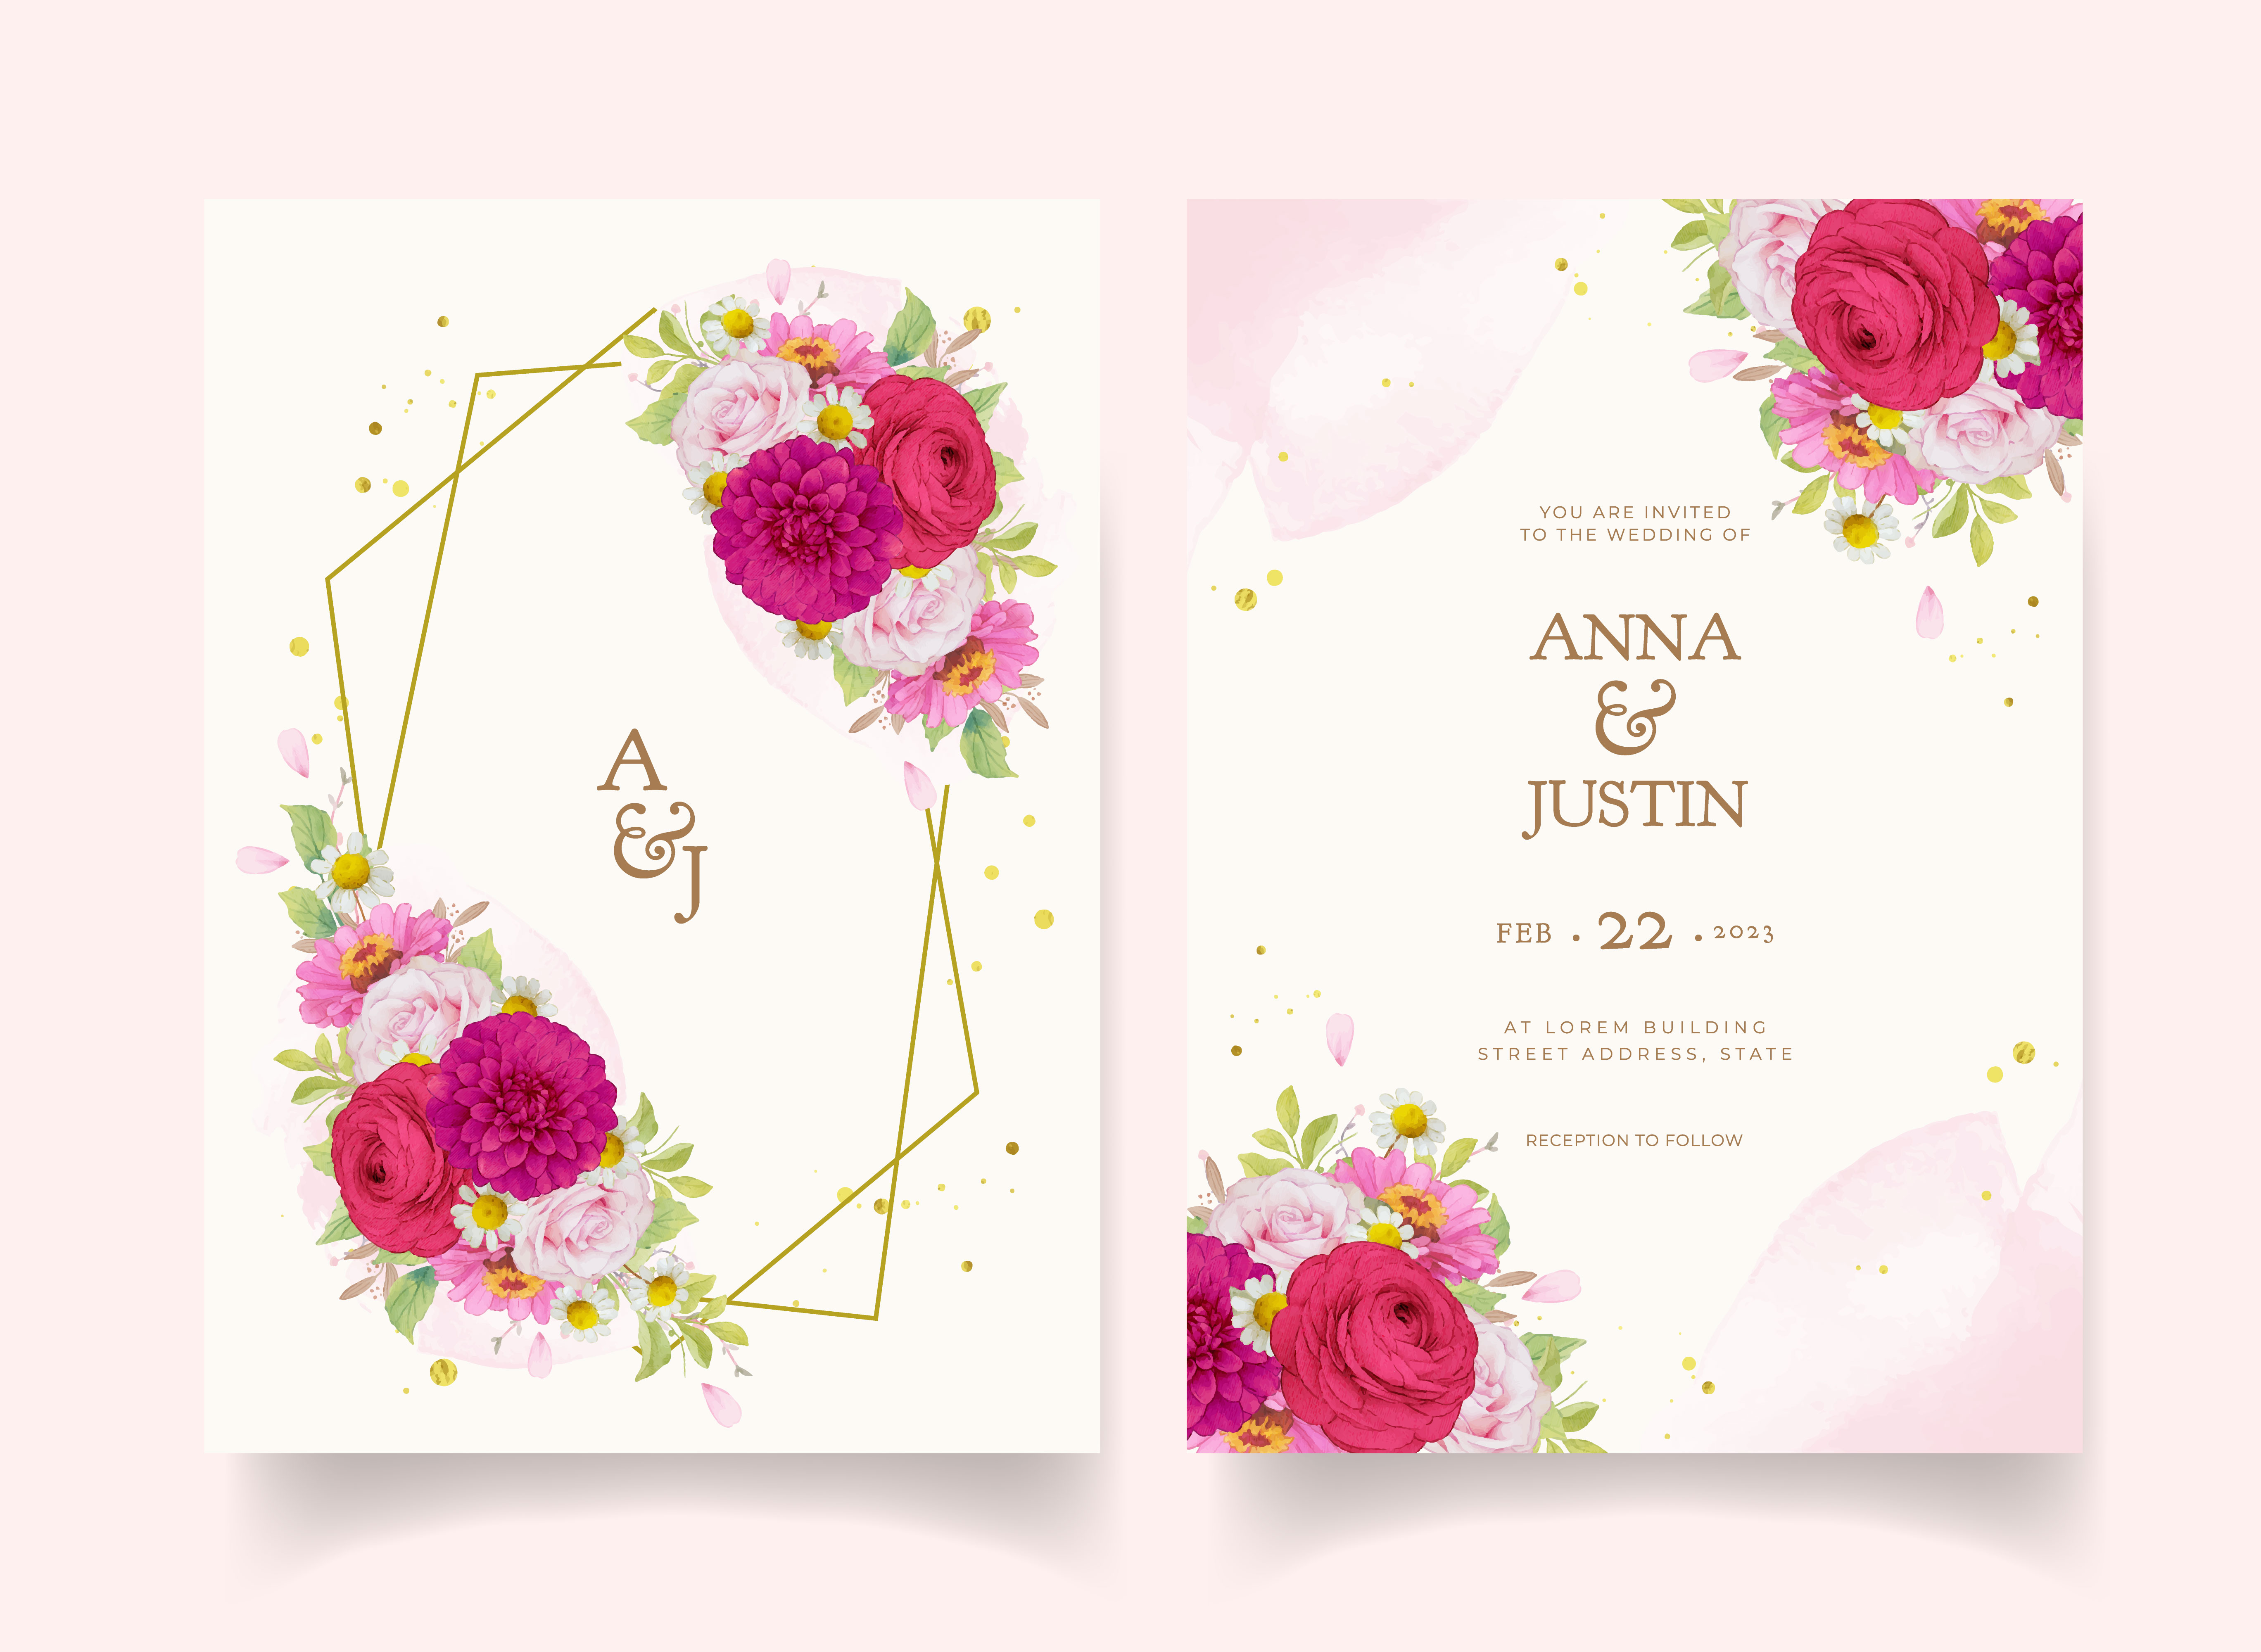 A
&
J
YOU ARE INVITED
TO THE WEDDING OF
ANNA
&
JUSTIN
FEB . 22 . 2023
AT LOREM BUILDING
STREET ADDRESS, STATE
RECEPTION TO FOLLOW